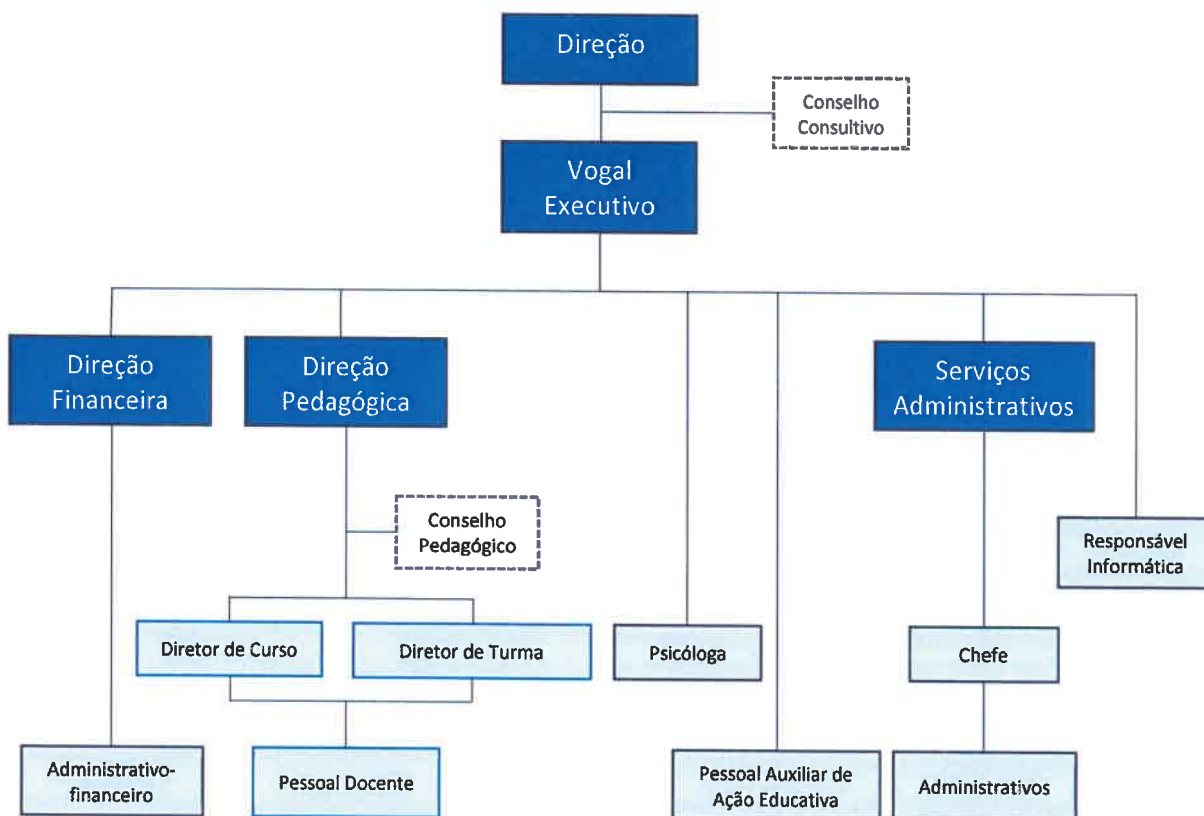 Direção
Conselho
Consultivo
Vogal
Executivo
Direção
Financeira
Direção
Pedagógica
Serviços
Administrativos
Conselho
Pedagógico
Responsável
Informática
Diretor de Curso
Diretor de Turma
Psicóloga
Chefe
Administrativo-
financeiro
Pessoal Docente
Pessoal Auxiliar de
Ação Educativa
Administrativos